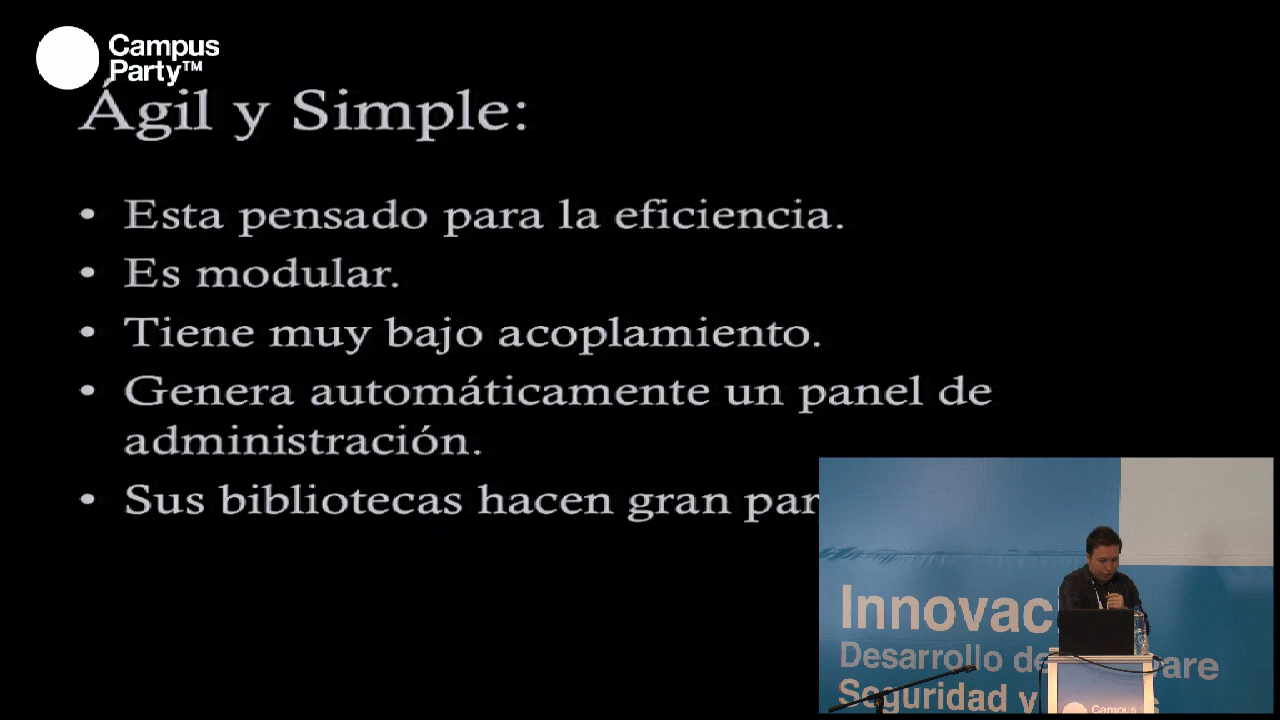 Campus
Party™
Ágil y Simple:
• Esta pensado para la eficiencia.
• Es modular.
• Tiene muy bajo acoplamiento.
• Genera automáticamente un panel de
administración.
• Sus bibliotecas hacen gran par
Innovac
Desarrollo de
Seguridad y
Campus